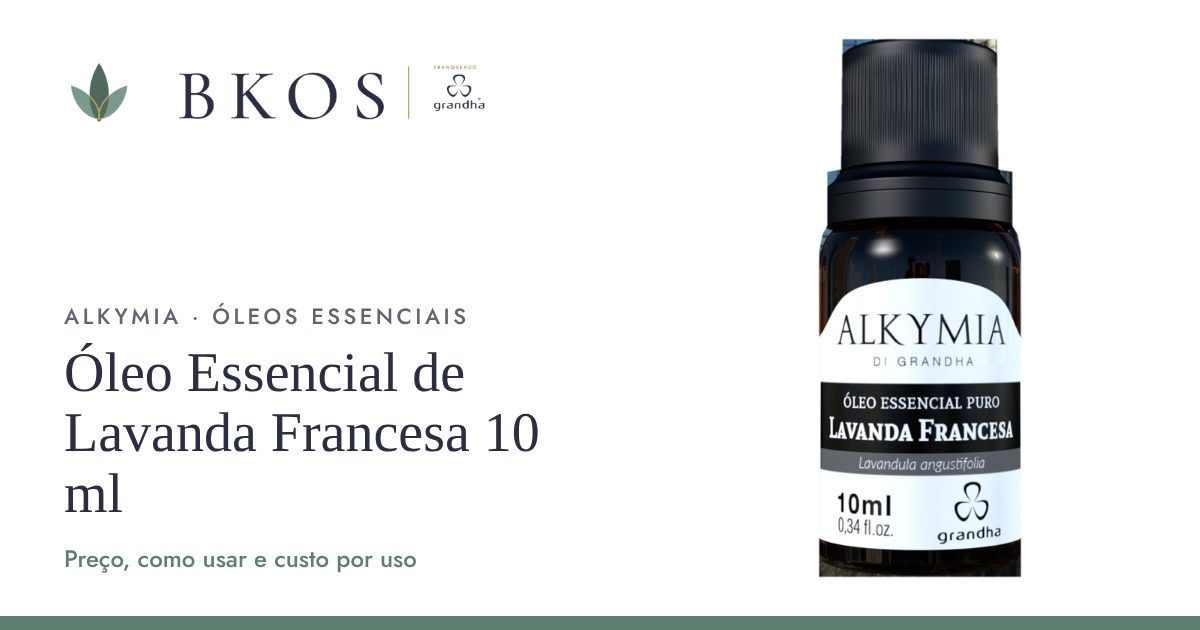 BKOS
FRANQUEADO
grandha
ALKYMIA · ÓLEOS ESSENCIAIS
Óleo Essencial de
Lavanda Francesa 10
ml
Preço, como usar e custo por uso
ALKYMIA
DI GRANDHA
ÓLEO ESSENCIAL PURO
LAVANDA FRANCESA
Lavandula angustifolia
10ml
0,34 fl.oz.
grandha